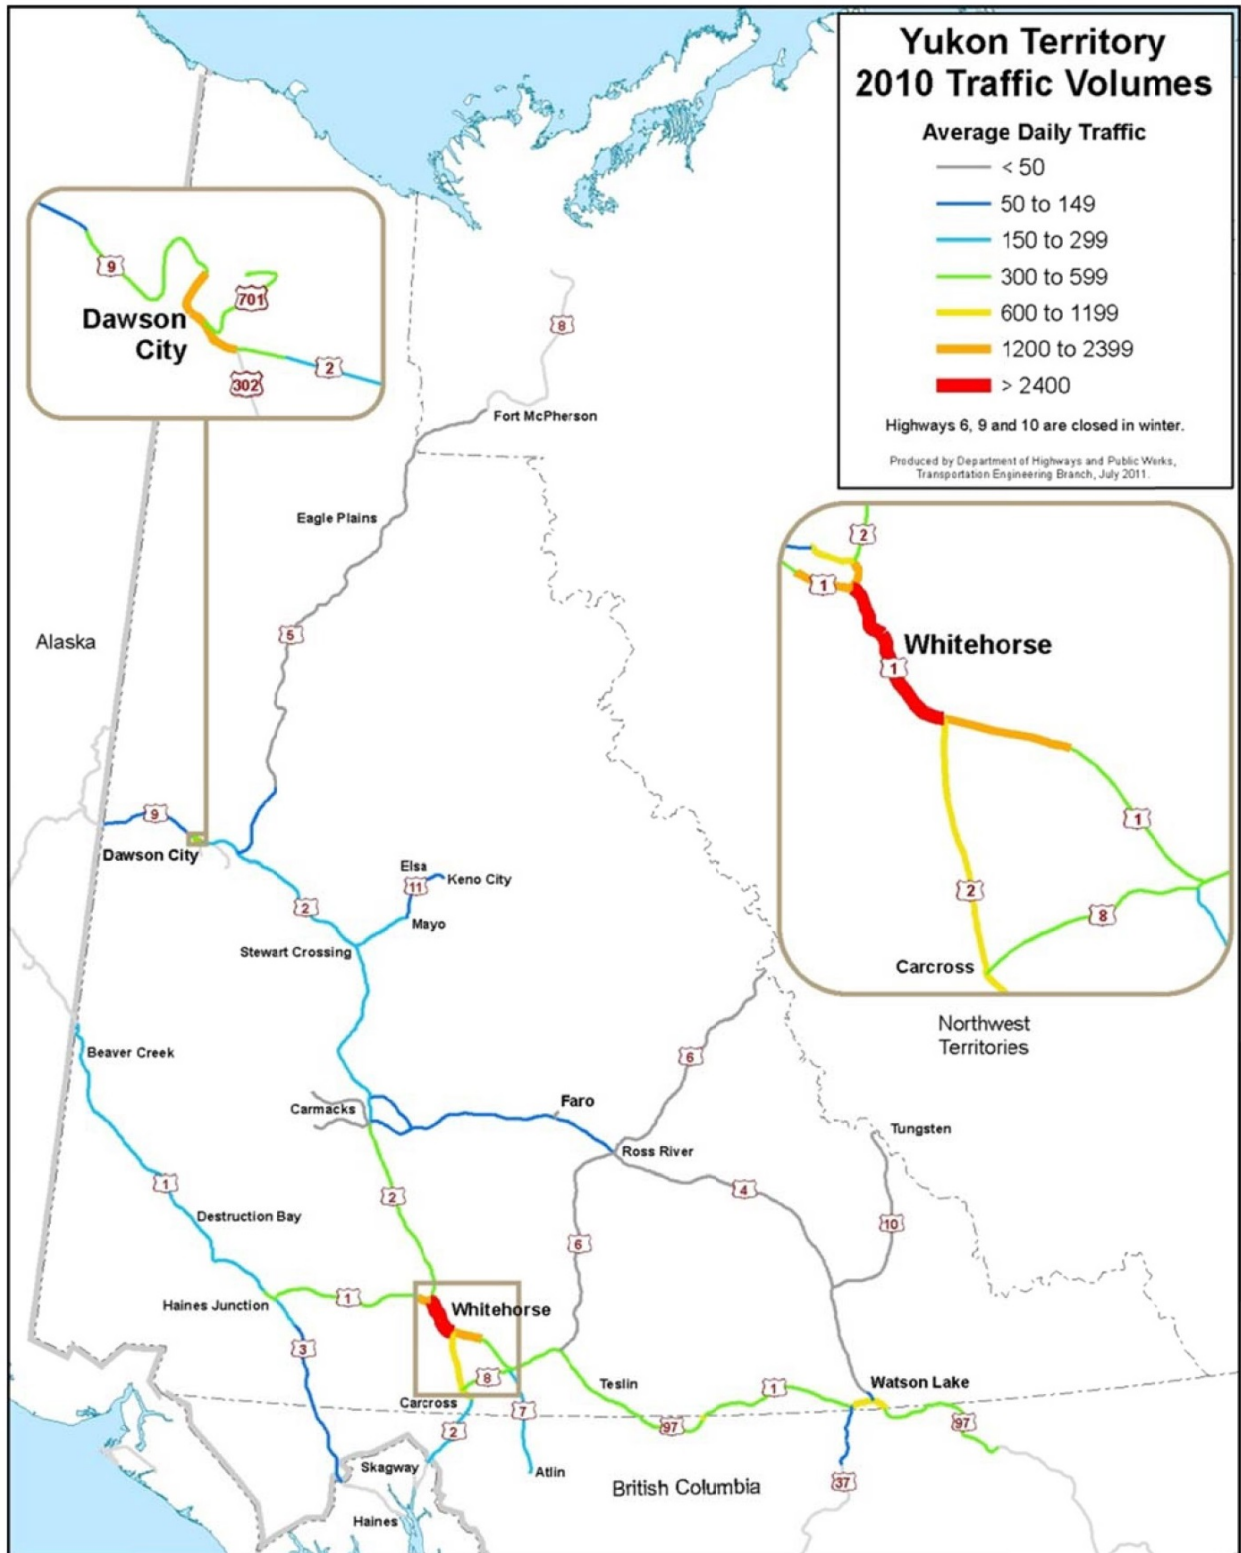 Yukon Territory
2010 Traffic Volumes
Average Daily Traffic
< 50
50 to 149
150 to 299
300 to 599
600 to 1199
1200 to 2399
> 2400
Highways 6, 9 and 10 are closed in winter.
Produced by Department of Highways and Public Works,
Transportation Engineering Branch, July 2011.
9
701
Dawson
City
2
302
8
Fort McPherson
Eagle Plains
5
Alaska
2
1
Whitehorse
1
1
2
8
Carcross
9
Dawson City
Elsa
11
Keno City
2
Mayo
Stewart Crossing
Northwest
Territories
Beaver Creek
6
Carmacks
Faro
Tungsten
Ross River
1
2
4
Destruction Bay
10
6
Haines Junction
1
Whitehorse
3
8
Teslin
1
Watson Lake
Carcross
7
97
97
2
Skagway
Atlin
37
British Columbia
Haines